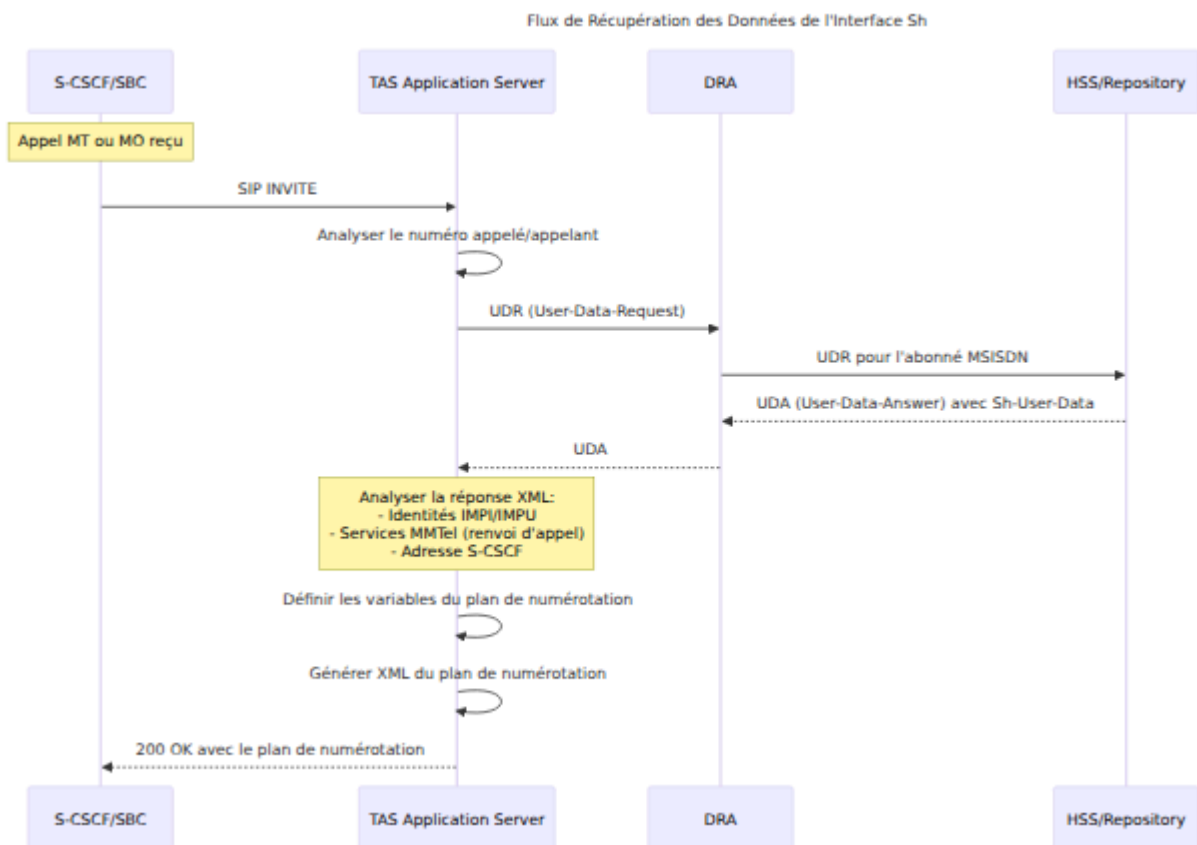 Flux de Récupération des Données de l'Interface Sh
S-CSCF/SBC
TAS Application Server
DRA
HSS/Repository
Appel MT ou MO reçu
SIP INVITE
Analyser le numéro appelé/appelant
UDR (User-Data-Request)
UDR pour l'abonné MSISDN
UDA (User-Data-Answer) avec Sh-User-Data
UDA
Analyser la réponse XML:
- Identités IMPI/IMPU
- Services MMTel (renvoi d'appel)
- Adresse S-CSCF
Définir les variables du plan de numérotation
Générer XML du plan de numérotation
200 OK avec le plan de numérotation
S-CSCF/SBC
TAS Application Server
DRA
HSS/Repository